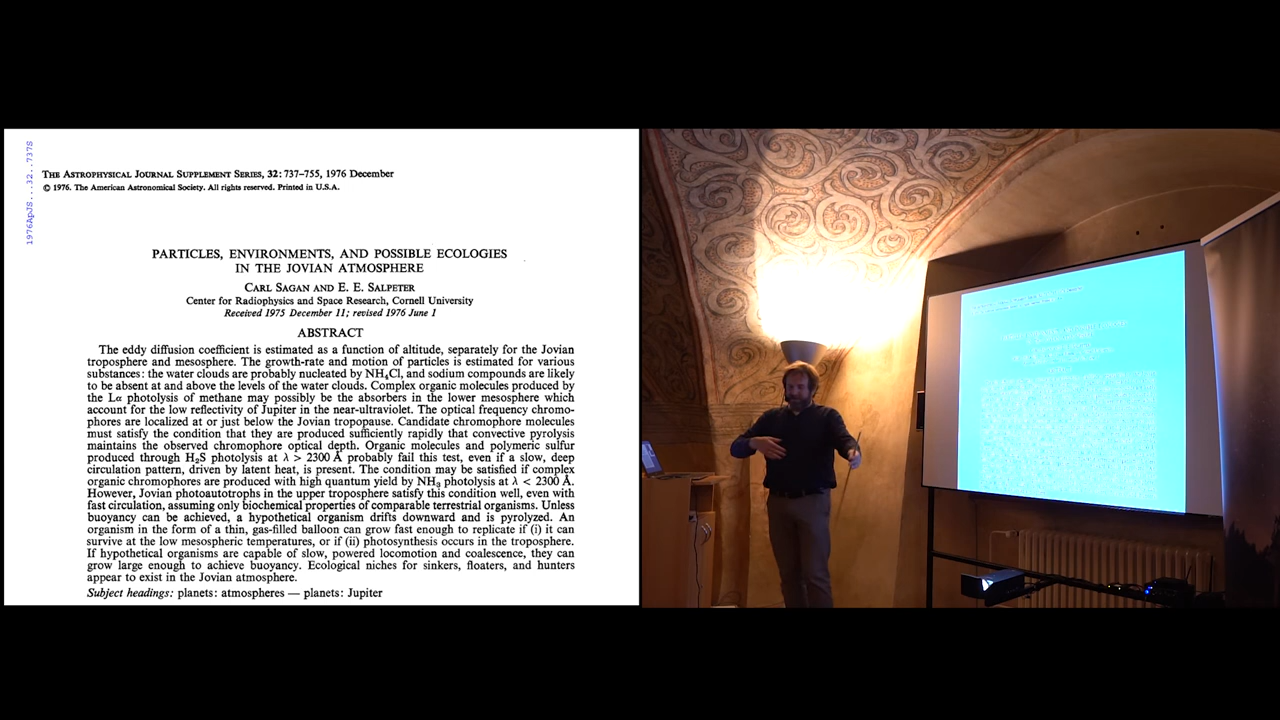 1976ApJS...32..737S
THE ASTROPHYSICAL JOURNAL SUPPLEMENT SERIES, 32:737-755, 1976 December
© 1976. The American Astronomical Society. All rights reserved. Printed in U.S.A.
PARTICLES, ENVIRONMENTS, AND POSSIBLE ECOLOGIES
IN THE JOVIAN ATMOSPHERE
CARL SAGAN AND E. E. SALPETER
Center for Radiophysics and Space Research, Cornell University
Received 1975 December 11; revised 1976 June 1
ABSTRACT
The eddy diffusion coefficient is estimated as a function of altitude, separately for the Jovian
troposphere and mesosphere. The growth-rate and motion of particles is estimated for various
substances: the water clouds are probably nucleated by NH₄Cl, and sodium compounds are likely
to be absent at and above the levels of the water clouds. Complex organic molecules produced by
the Lα photolysis of methane may possibly be the absorbers in the lower mesosphere which
account for the low reflectivity of Jupiter in the near-ultraviolet. The optical frequency chromo-
phores are localized at or just below the Jovian tropopause. Candidate chromophore molecules
must satisfy the condition that they are produced sufficiently rapidly that convective pyrolysis
maintains the observed chromophore optical depth. Organic molecules and polymeric sulfur
produced through H₂S photolysis at λ > 2300 Å probably fail this test, even if a slow, deep
circulation pattern, driven by latent heat, is present. The condition may be satisfied if complex
organic chromophores are produced with high quantum yield by NH₃ photolysis at λ < 2300 Å.
However, Jovian photoautotrophs in the upper troposphere satisfy this condition well, even with
fast circulation, assuming only biochemical properties of comparable terrestrial organisms. Unless
buoyancy can be achieved, a hypothetical organism drifts downward and is pyrolyzed. An
organism in the form of a thin, gas-filled balloon can grow fast enough to replicate if (i) it can
survive at the low mesospheric temperatures, or if (ii) photosynthesis occurs in the troposphere.
If hypothetical organisms are capable of slow, powered locomotion and coalescence, they can
grow large enough to achieve buoyancy. Ecological niches for sinkers, floaters, and hunters
appear to exist in the Jovian atmosphere.
Subject headings: planets: atmospheres — planets: Jupiter